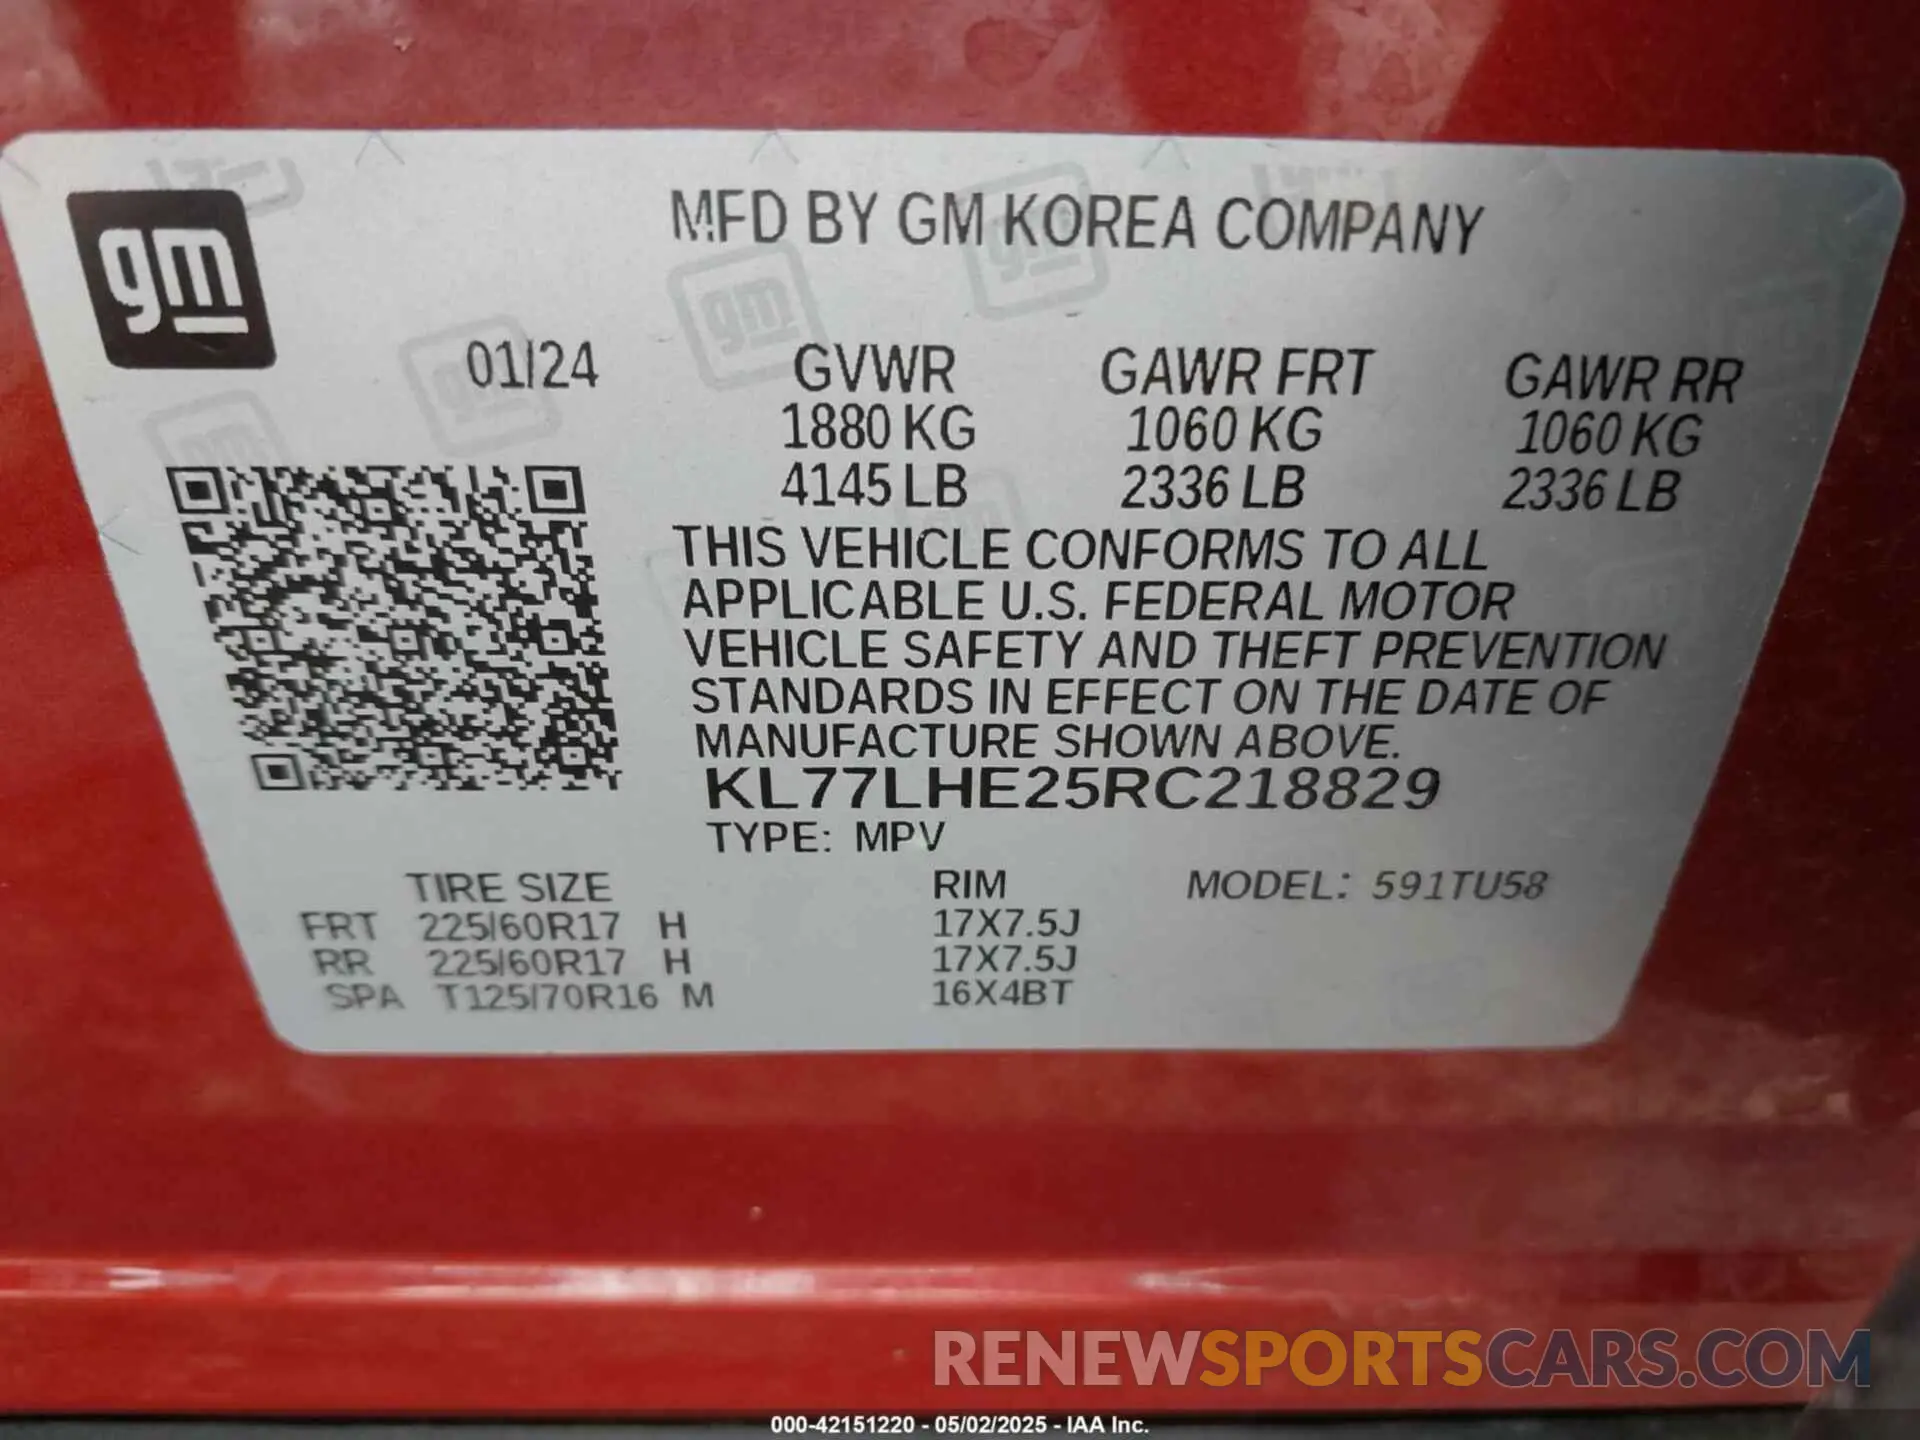 gm
MFD BY GM KOREA COMPANY
01/24
GVWR GAWR FRT GAWR RR
1880 KG 1060 KG 1060 KG
4145 LB 2336 LB 2336 LB
THIS VEHICLE CONFORMS TO ALL
APPLICABLE U.S. FEDERAL MOTOR
VEHICLE SAFETY AND THEFT PREVENTION
STANDARDS IN EFFECT ON THE DATE OF
MANUFACTURE SHOWN ABOVE.
KL77LHE25RC218829
TYPE: MPV
TIRE SIZE RIM MODEL: 591TU58
FRT 225/60R17 H 17X7.5J
RR 225/60R17 H 17X7.5J
SPA T125/70R16 M 16X4BT
RENEWSPORTSCARS.COM
000-42151220 - 05/02/2025 - IAA Inc.